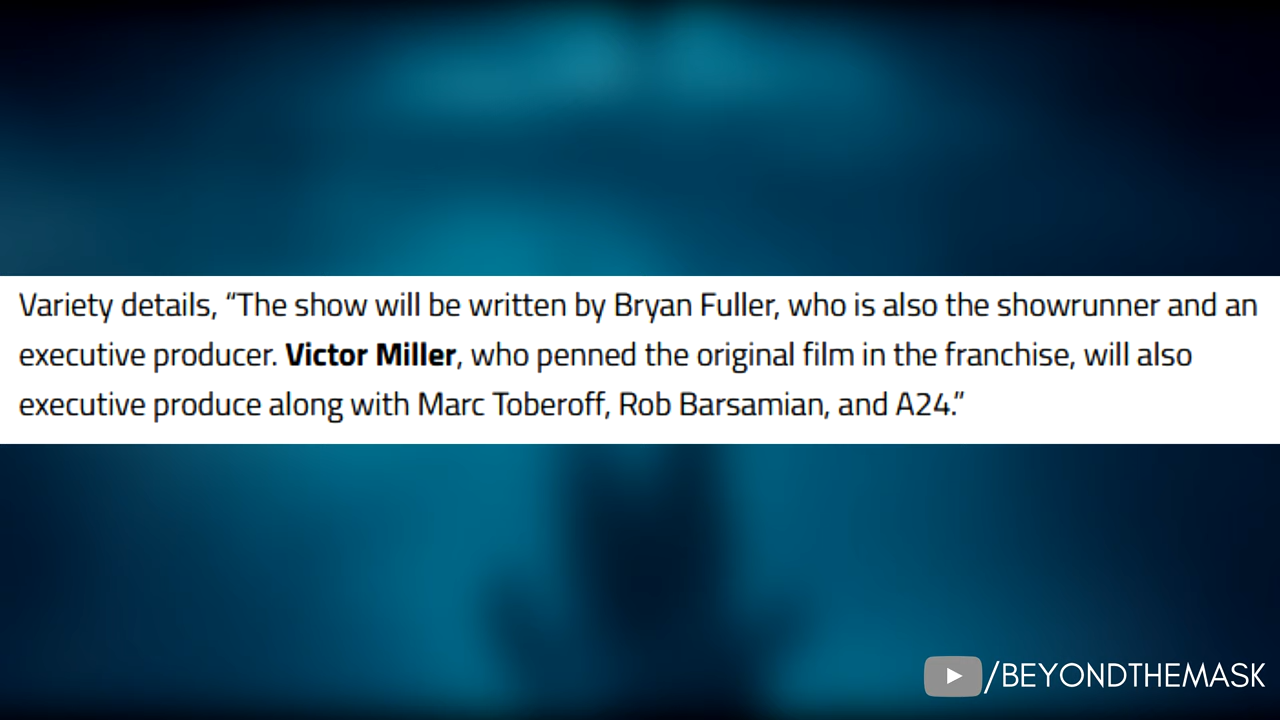 Variety details, “The show will be written by Bryan Fuller, who is also the showrunner and an
executive producer. Victor Miller, who penned the original film in the franchise, will also
executive produce along with Marc Toberoff, Rob Barsamian, and A24.”
/BEYONDTHEMASK